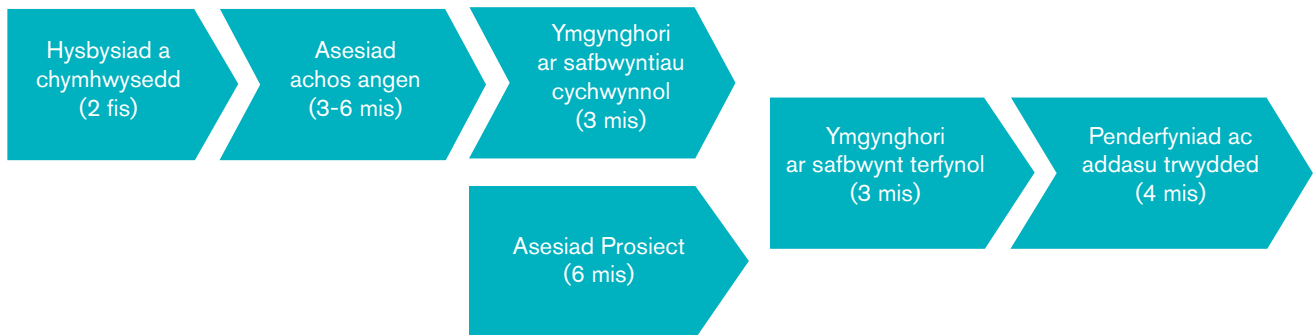 Hysbysiad a
chymhwysedd
(2 fis)
Asesiad
achos angen
(3-6 mis)
Ymgynghori
ar safbwyntiau
cychwynnol
(3 mis)
Asesiad Prosiect
(6 mis)
Ymgynghori
ar safbwynt terfynol
(3 mis)
Penderfyniad ac
addasu trwydded
(4 mis)